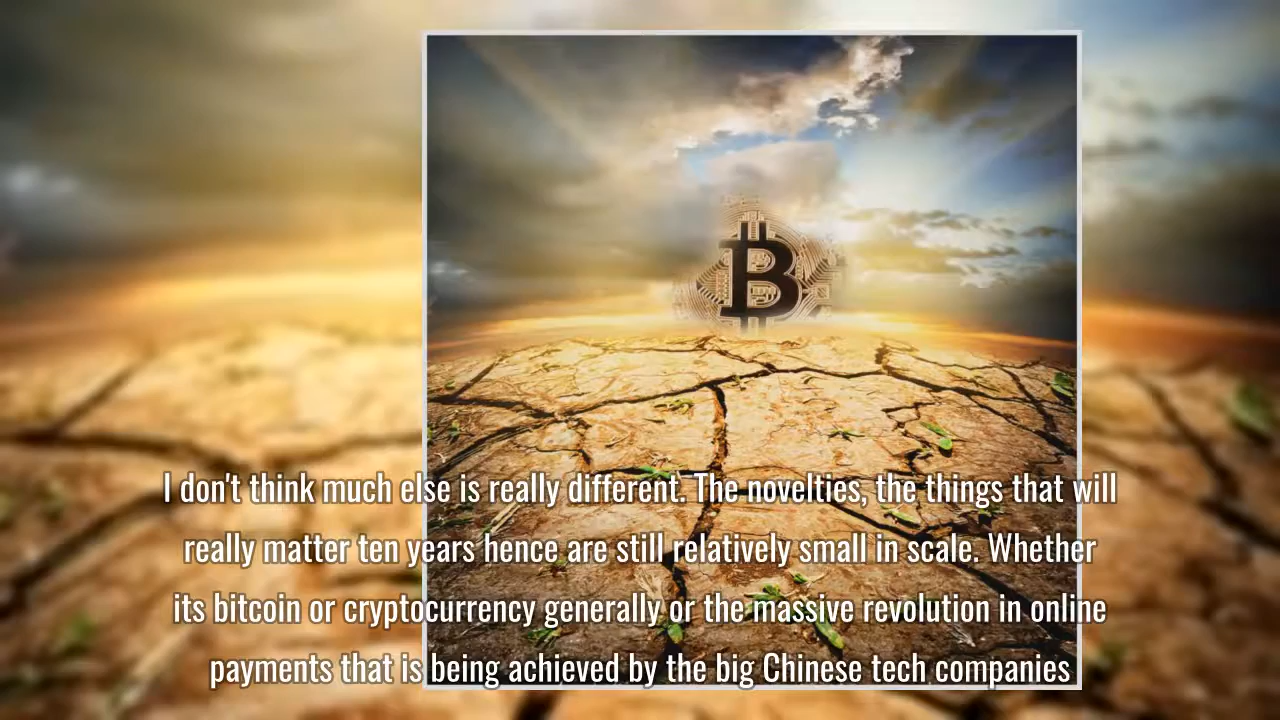 I don't think much else is really different. The novelties, the things that will
really matter ten years hence are still relatively small in scale. Whether
its bitcoin or cryptocurrency generally or the massive revolution in online
payments that is being achieved by the big Chinese tech companies